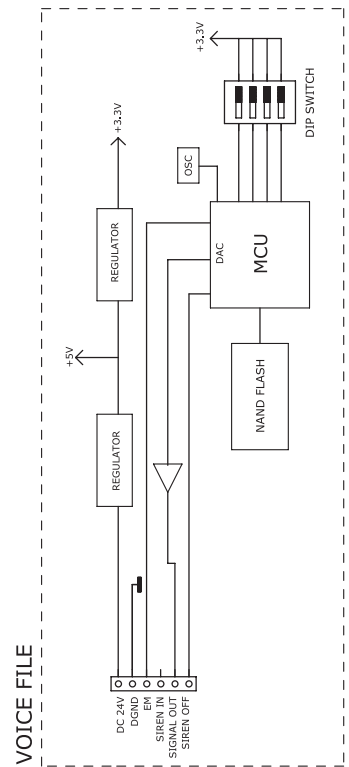 VOICE FILE
DC 24V
DGND
EM
SIREN IN
SIGNAL OUT
SIREN OFF
REGULATOR
+5V
REGULATOR
+3.3V
NAND FLASH
DAC
MCU
OSC
DIP SWITCH
+3.3V